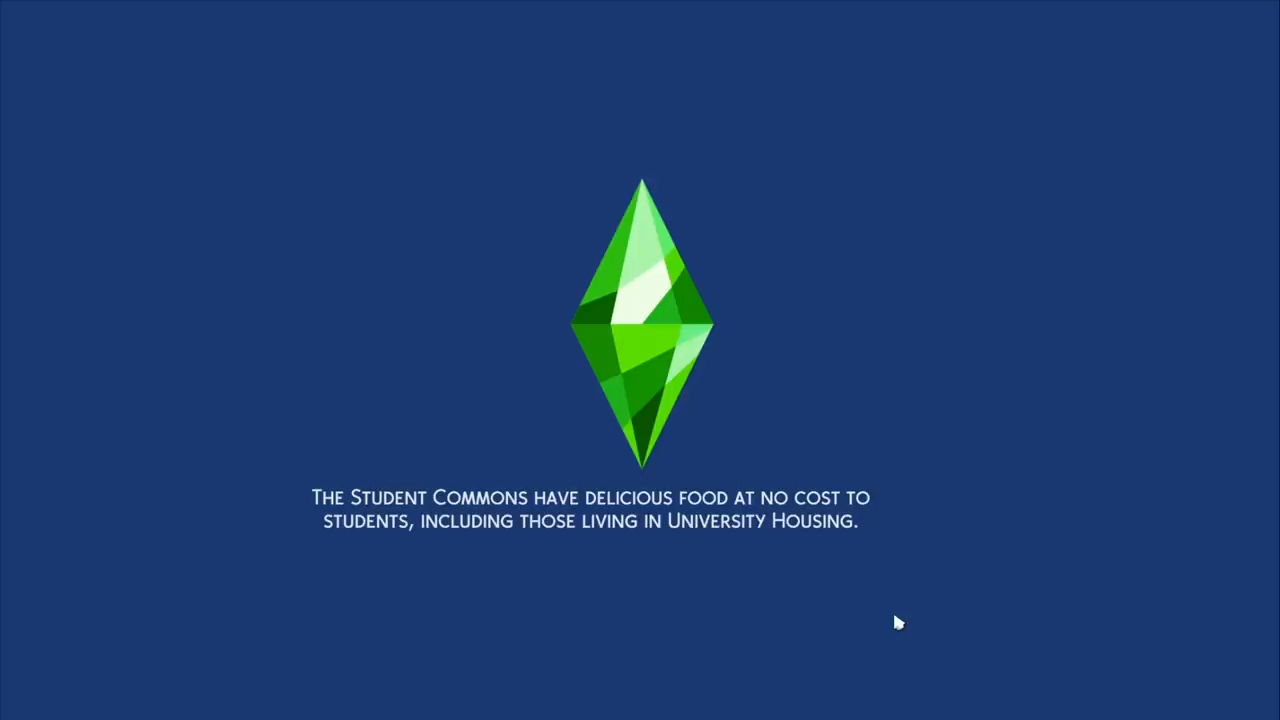 The Student Commons have delicious food at no cost to
students, including those living in University Housing.